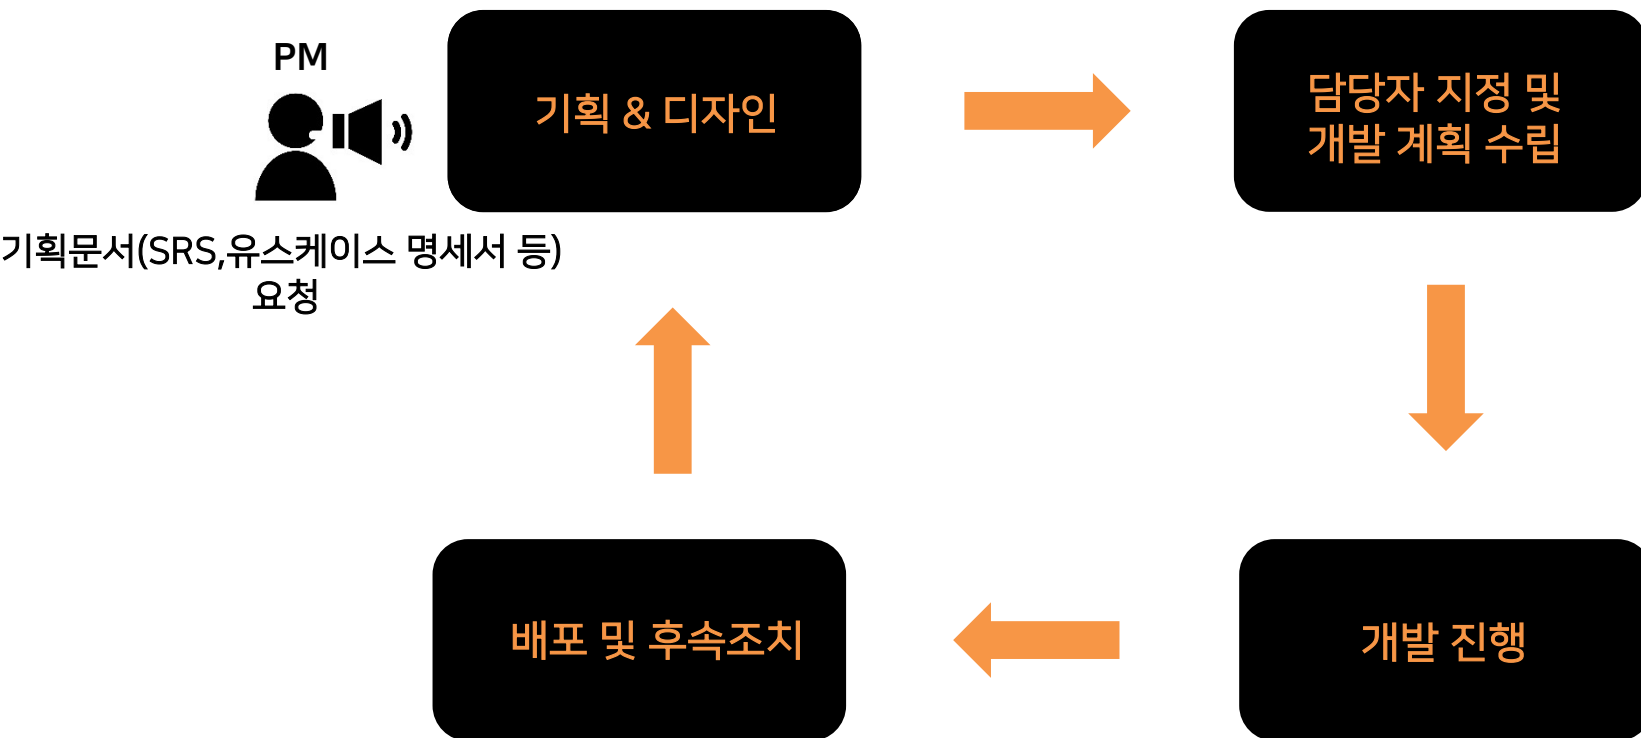 PM
기획 & 디자인
담당자 지정 및
개발 계획 수립
기획문서(SRS,유스케이스 명세서 등)
요청
배포 및 후속조치
개발 진행